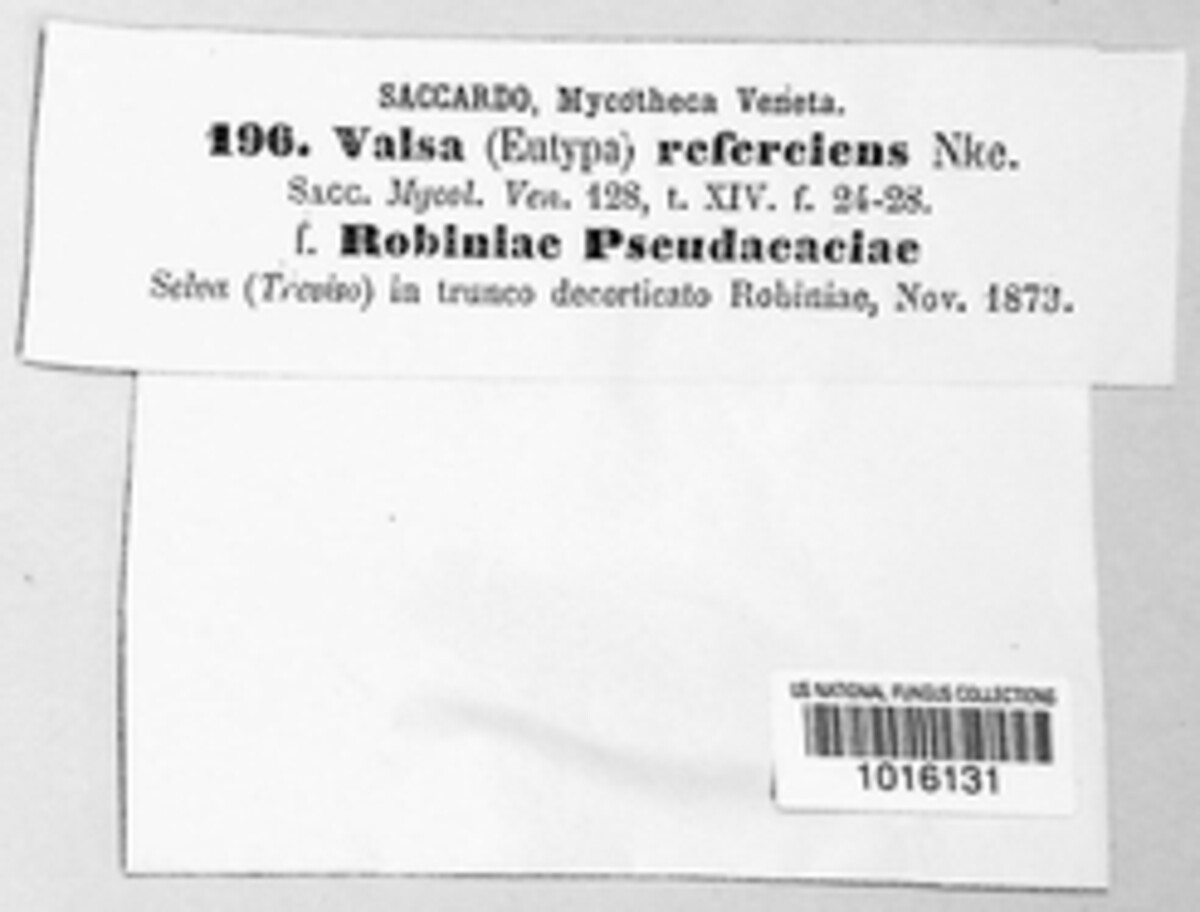 SACCARDO, Mycotheca Veneta.
196. Valsa (Eutypa) referciens Nke.
SACC. Mycol. Ven. 128, t. XIV. f. 24-28.
f. Robiniae Pseudacaciae
Selva (Treviso) in trunco decorticato Robiniae, Nov. 1873.
US NATIONAL FUNGUS COLLECTIONS
1016131